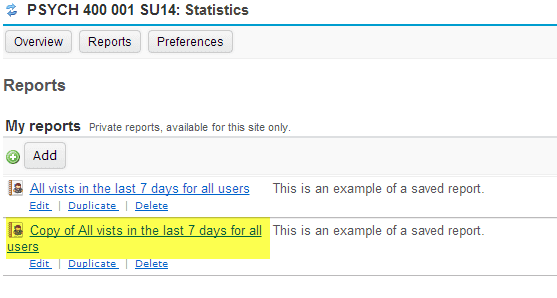 PSYCH 400 001 SU14: Statistics
Overview Reports Preferences
Reports
My reports Private reports, available for this site only.
Add
All vists in the last 7 days for all users This is an example of a saved report.
Edit | Duplicate | Delete
Copy of All vists in the last 7 days for all This is an example of a saved report.
users
Edit | Duplicate | Delete